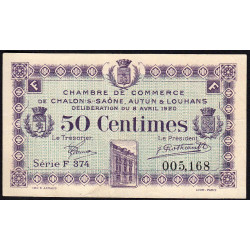 CHAMBRE DE COMMERCE
DE CHALON-S-SAÔNE, AUTUN & LOUHANS
DÉLIBÉRATION DU 8 AVRIL 1920
50 Centimes
Le Trésorier, Le Président,
Série F 374 005,168